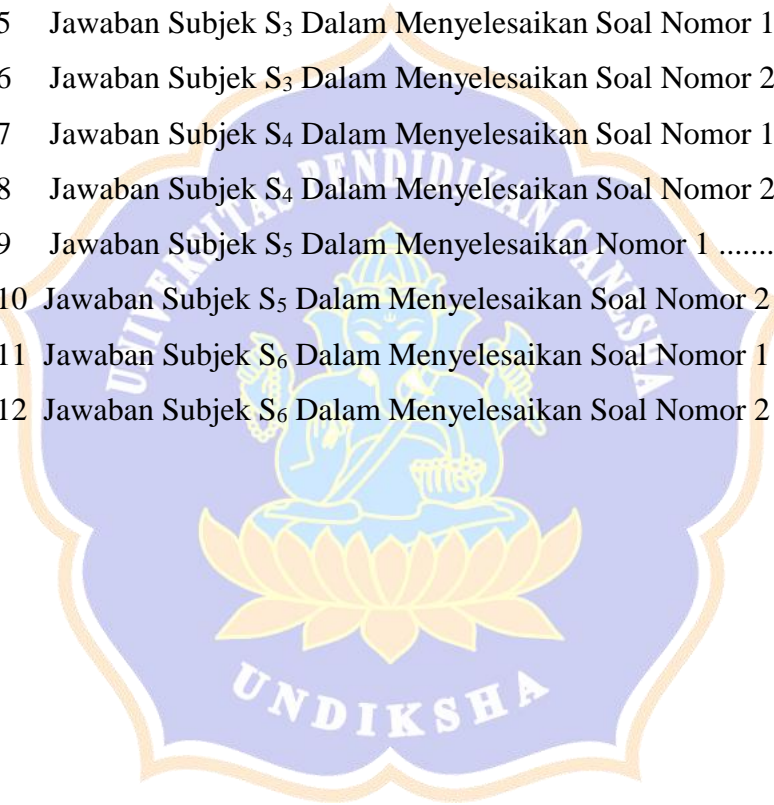 5 Jawaban Subjek S₃ Dalam Menyelesaikan Soal Nomor 1
6 Jawaban Subjek S₃ Dalam Menyelesaikan Soal Nomor 2
7 Jawaban Subjek S₄ Dalam Menyelesaikan Soal Nomor 1
8 Jawaban Subjek S₄ Dalam Menyelesaikan Soal Nomor 2
9 Jawaban Subjek S₅ Dalam Menyelesaikan Nomor 1 .......
10 Jawaban Subjek S₅ Dalam Menyelesaikan Soal Nomor 2
11 Jawaban Subjek S₆ Dalam Menyelesaikan Soal Nomor 1
12 Jawaban Subjek S₆ Dalam Menyelesaikan Soal Nomor 2
UNIVERSITAS PENDIDIKAN GANESHA
UNDIKSHA